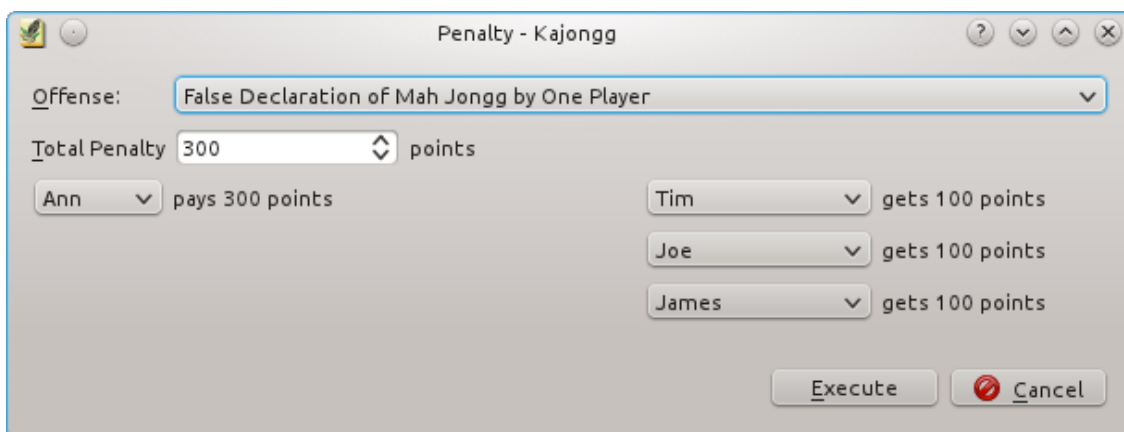 Penalty - Kajongg
Offense: False Declaration of Mah Jongg by One Player
Total Penalty 300 points
Ann pays 300 points Tim gets 100 points
Joe gets 100 points
James gets 100 points
Execute Cancel